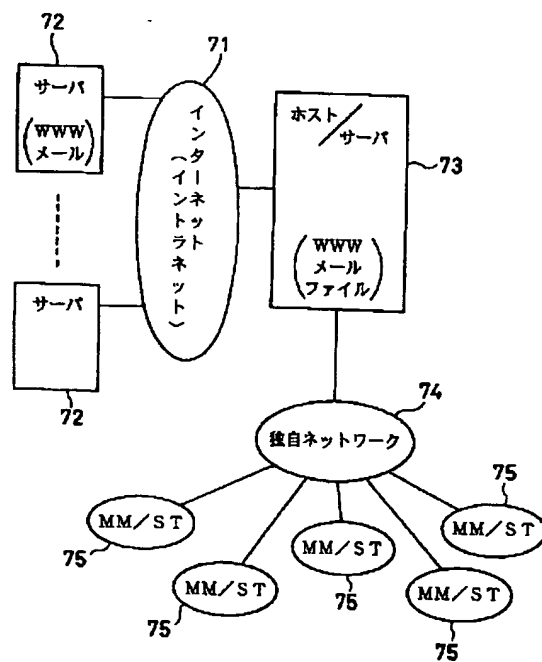 72
サーバ
(WWW
メール)
サーバ
72
71
インターネット
(イントラネット)
ホスト/サーバ
73
(WWW
メール
ファイル)
74
独自ネットワーク
MM/ST
75
MM/ST
75
MM/ST
75
MM/ST
75
75
MM/ST